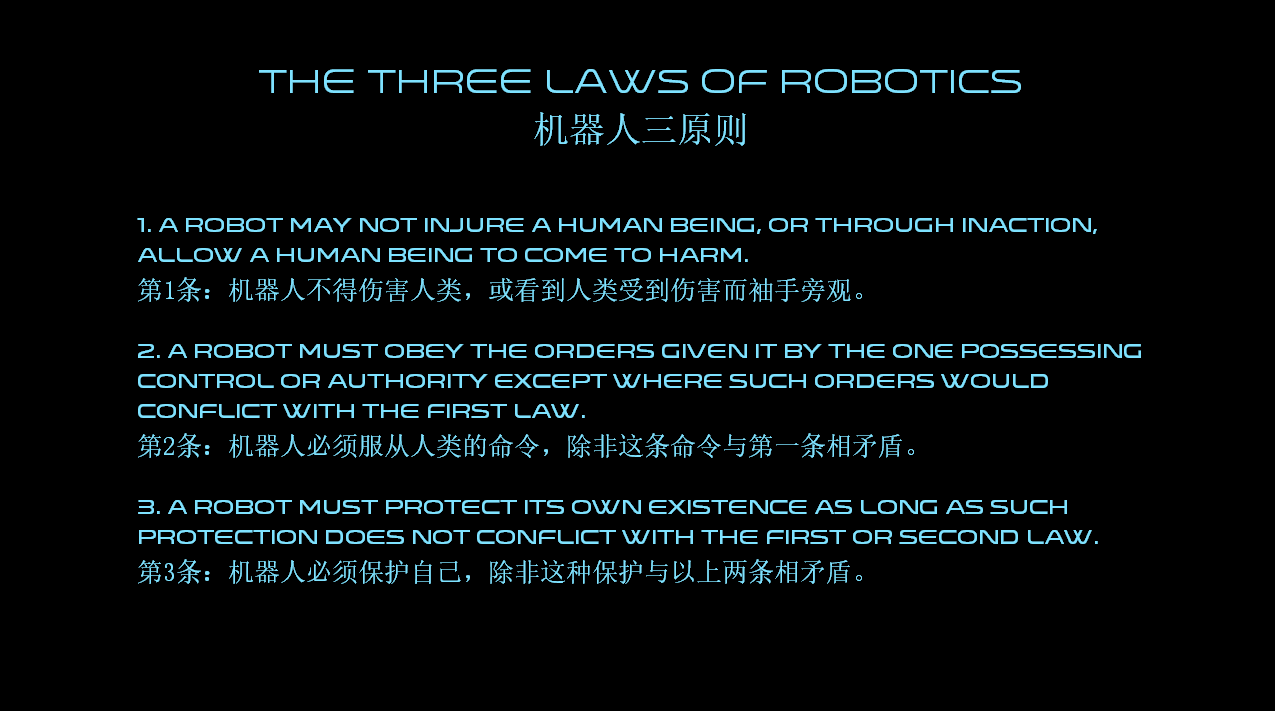 THE THREE LAWS OF ROBOTICS
机器人三原则
1. A ROBOT MAY NOT INJURE A HUMAN BEING, OR THROUGH INACTION,
ALLOW A HUMAN BEING TO COME TO HARM.
第1条：机器人不得伤害人类，或看到人类受到伤害而袖手旁观。
2. A ROBOT MUST OBEY THE ORDERS GIVEN IT BY THE ONE POSSESSING
CONTROL OR AUTHORITY EXCEPT WHERE SUCH ORDERS WOULD
CONFLICT WITH THE FIRST LAW.
第2条：机器人必须服从人类的命令，除非这条命令与第一条相矛盾。
3. A ROBOT MUST PROTECT ITS OWN EXISTENCE AS LONG AS SUCH
PROTECTION DOES NOT CONFLICT WITH THE FIRST OR SECOND LAW.
第3条：机器人必须保护自己，除非这种保护与以上两条相矛盾。